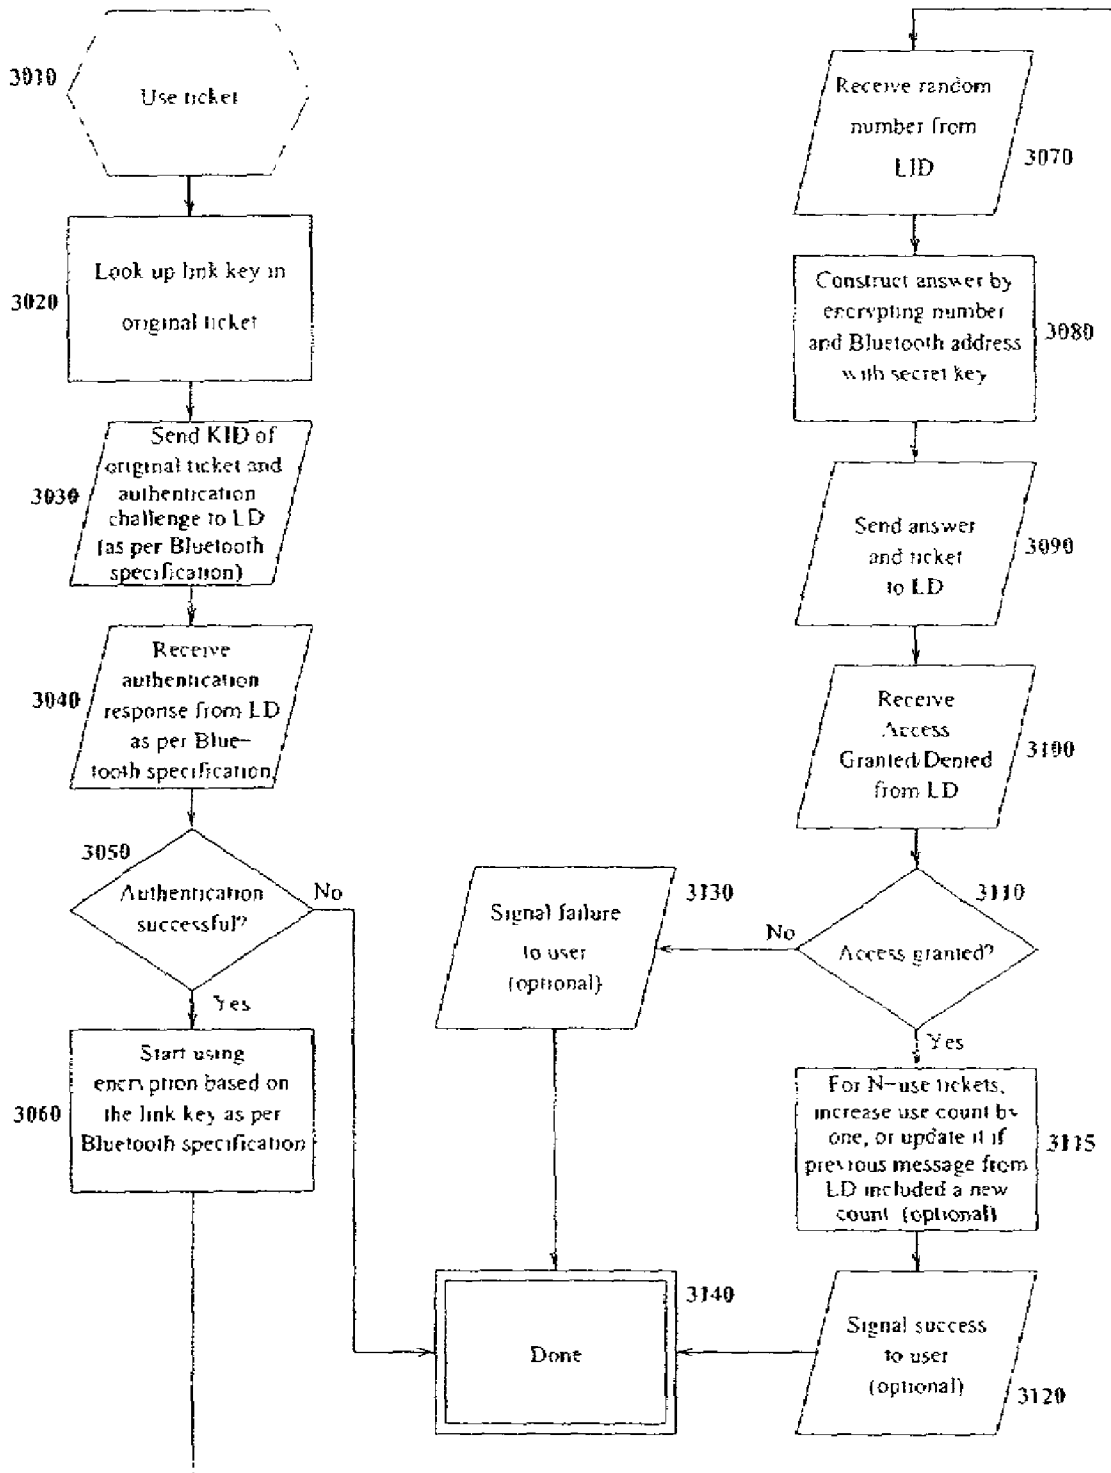 3010
Use ticket
3020
Look up link key in
original ticket
3030
Send KID of
original ticket and
authentication
challenge to LD
(as per Bluetooth
specification)
3040
Receive
authentication
response from LD
as per Blue-
tooth specification
3050
Authentication
successful?
No
Yes
3060
Start using
encryption based on
the link key as per
Bluetooth specification
Receive random
number from
LD
3070
Construct answer by
encrypting number
and Bluetooth address
with secret key
3080
Send answer
and ticket
to LD
3090
Receive
Access
Granted/Denied
from LD
3100
3110
Access granted?
No
Yes
3130
Signal failure
to user
(optional)
For N-use tickets,
increase use count by
one, or update it if
previous message from
LD included a new
count (optional)
3115
Signal success
to user
(optional)
3120
3140
Done